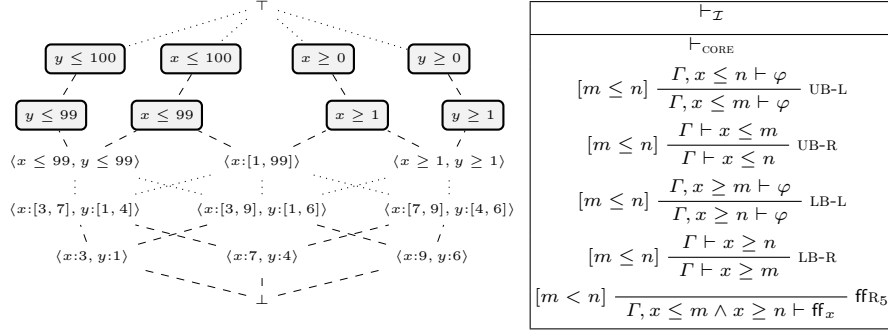 ⊤
y ≤ 100 x ≤ 100 x ≥ 0 y ≥ 0
y ≤ 99 x ≤ 99 x ≥ 1 y ≥ 1
⟨x ≤ 99, y ≤ 99⟩ ⟨x:[1, 99]⟩ ⟨x ≥ 1, y ≥ 1⟩
⟨x:[3, 7], y:[1, 4]⟩ ⟨x:[3, 9], y:[1, 6]⟩ ⟨x:[7, 9], y:[4, 6]⟩
⟨x:3, y:1⟩ ⟨x:7, y:4⟩ ⟨x:9, y:6⟩
⊥
⊢_I
⊢_CORE
Γ, x ≤ n ⊢ φ
[m ≤ n] UB-L
Γ, x ≤ m ⊢ φ
Γ ⊢ x ≤ m
[m ≤ n] UB-R
Γ ⊢ x ≤ n
Γ, x ≥ m ⊢ φ
[m ≤ n] LB-L
Γ, x ≥ n ⊢ φ
Γ ⊢ x ≥ n
[m ≤ n] LB-R
Γ ⊢ x ≥ m
[m < n] ffR₅
Γ, x ≤ m ∧ x ≥ n ⊢ ff_x